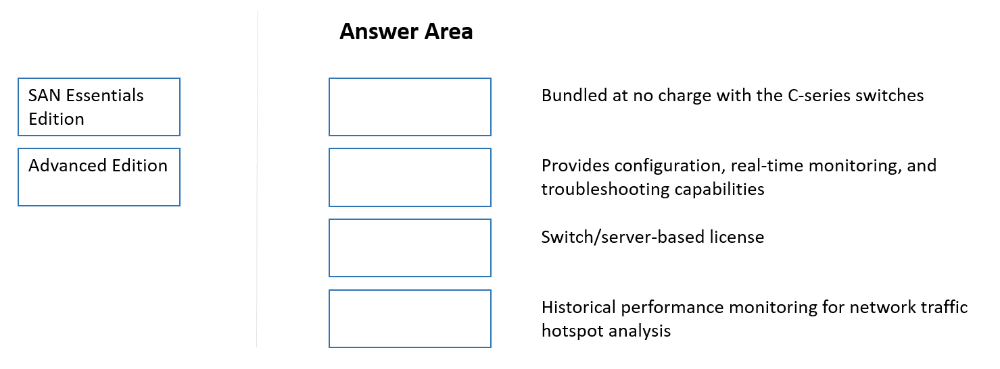 Answer Area
SAN Essentials
Edition
Bundled at no charge with the C-series switches
Advanced Edition
Provides configuration, real-time monitoring, and
troubleshooting capabilities
Switch/server-based license
Historical performance monitoring for network traffic
hotspot analysis